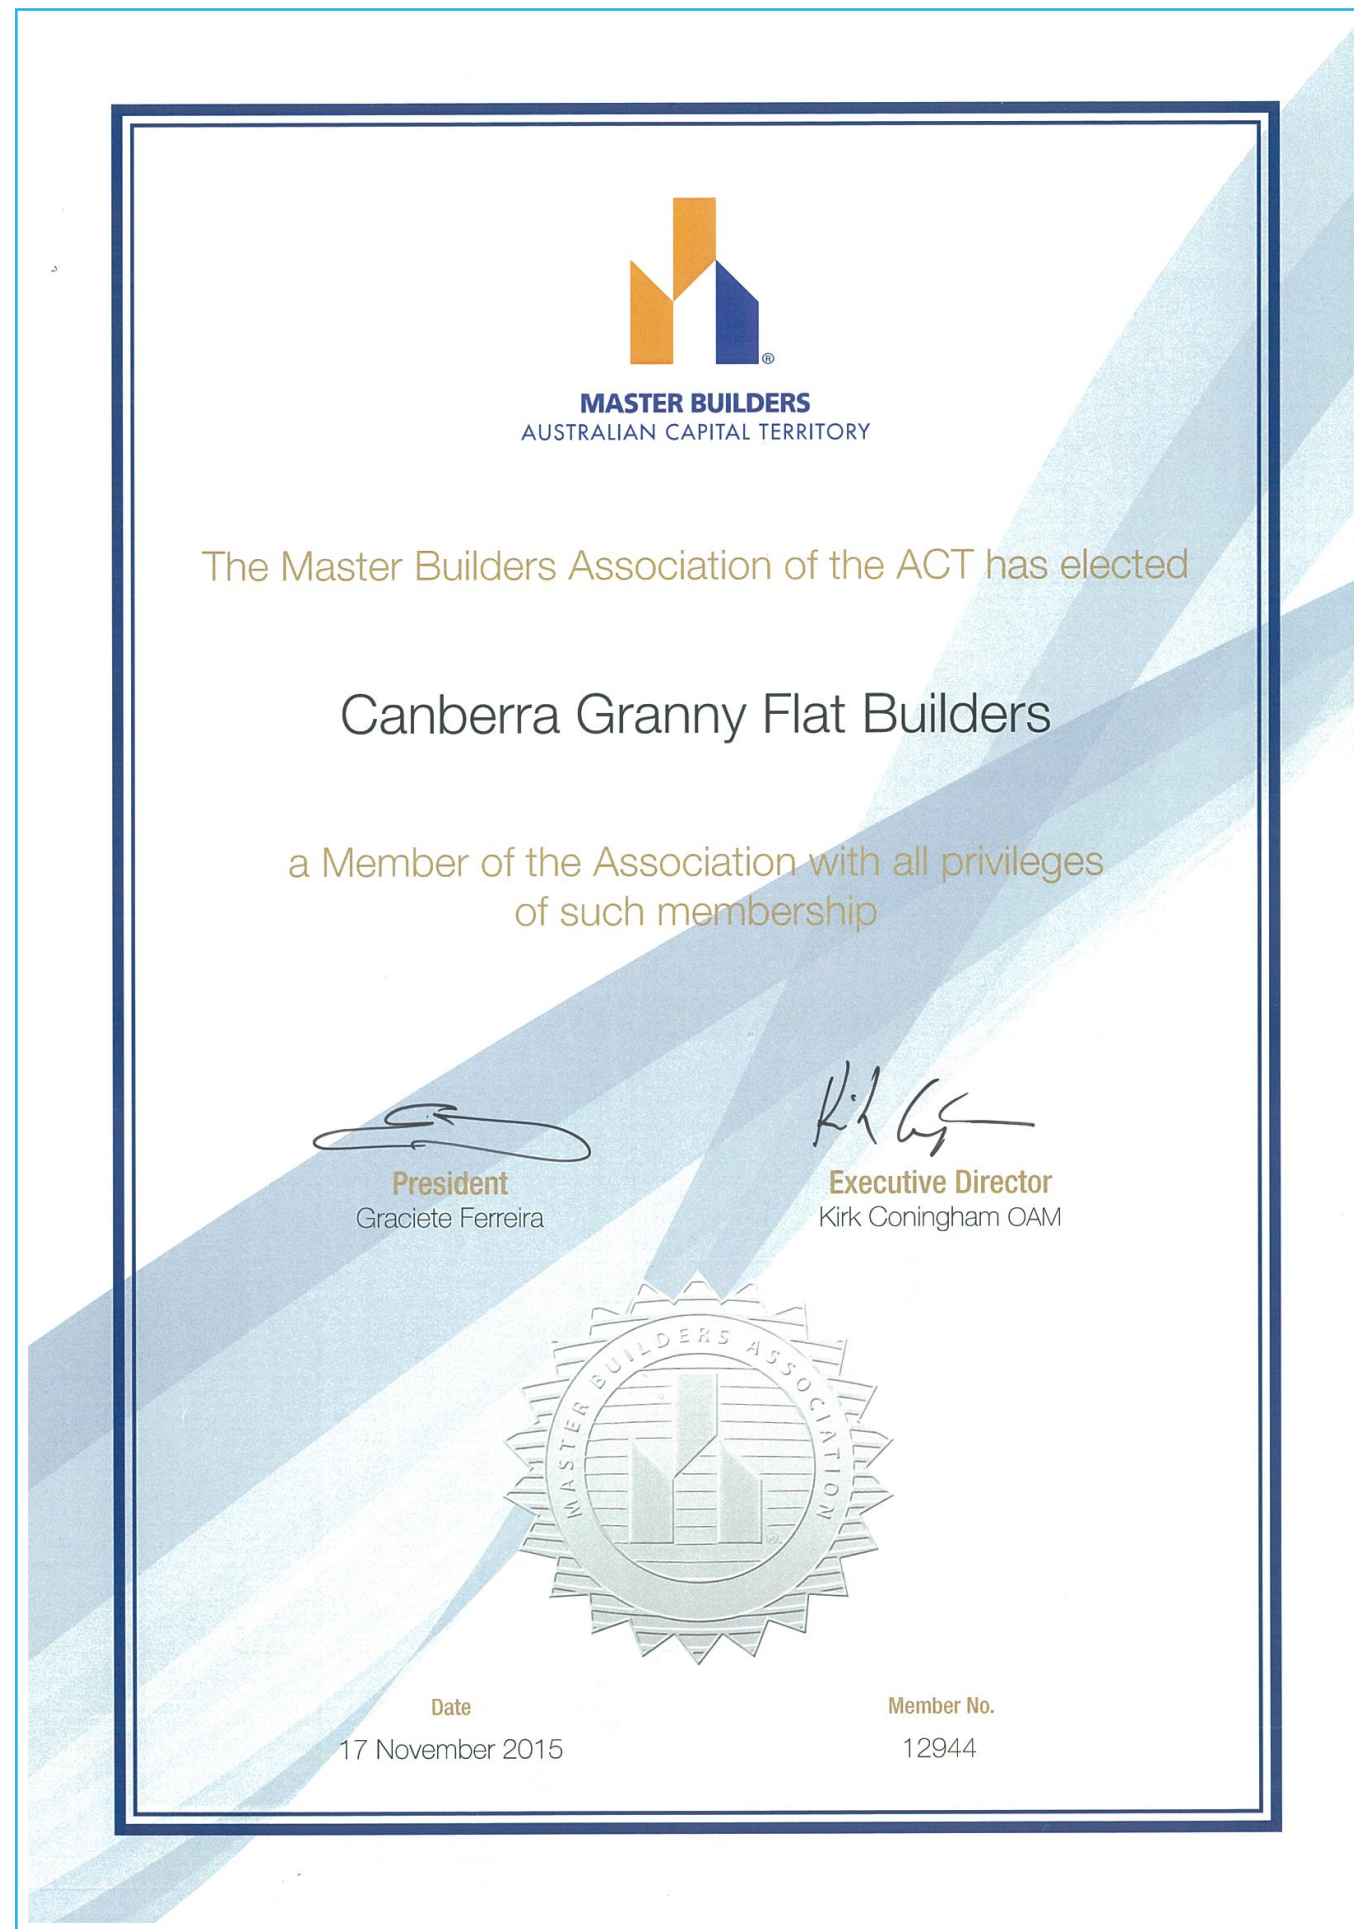 ®
MASTER BUILDERS
AUSTRALIAN CAPITAL TERRITORY
The Master Builders Association of the ACT has elected
Canberra Granny Flat Builders
a Member of the Association with all privileges
of such membership
President
Graciete Ferreira
Executive Director
Kirk Coningham OAM
MASTER BUILDERS ASSOCIATION
Date
17 November 2015
Member No.
12944